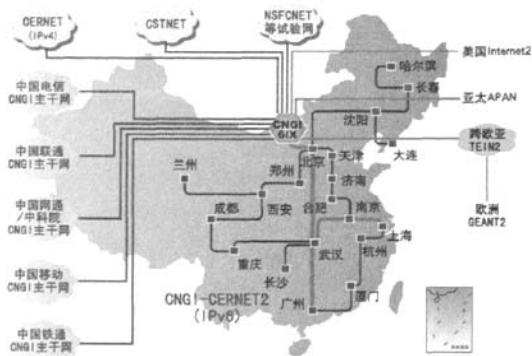 CERNET
(IPv4)
CSTNET
NSFCNET
等试验网
美国Internet2
亚太APAN
跨欧亚
TEIN2
欧洲
GEANT2
中国电信
CNGI主干网
中国联通
CNGI主干网
中国网通
/中科院
CNGI主干网
中国移动
CNGI主干网
中国铁通
CNGI主干网
CNGI
6IX
哈尔滨
长春
沈阳
大连
北京
天津
济南
郑州
兰州
西安
成都
重庆
合肥
南京
上海
杭州
武汉
长沙
厦门
广州
CNGI-CERNET2
(IPv6)